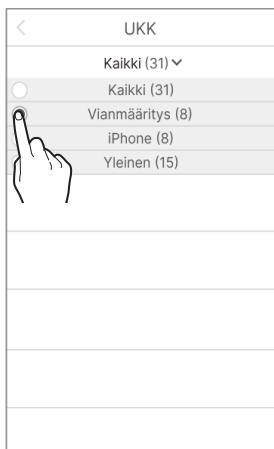 UKK
Kaikki (31)
Kaikki (31)
Vianmääritys (8)
iPhone (8)
Yleinen (15)